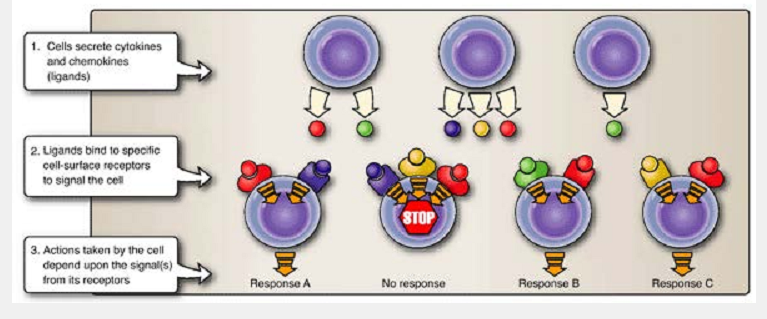 1. Cells secrete cytokines
and chemokines
(ligands)
2. Ligands bind to specific
cell-surface receptors
to signal the cell
STOP
3. Actions taken by the cell
depend upon the signal(s)
from its receptors
Response A
No response
Response B
Response C